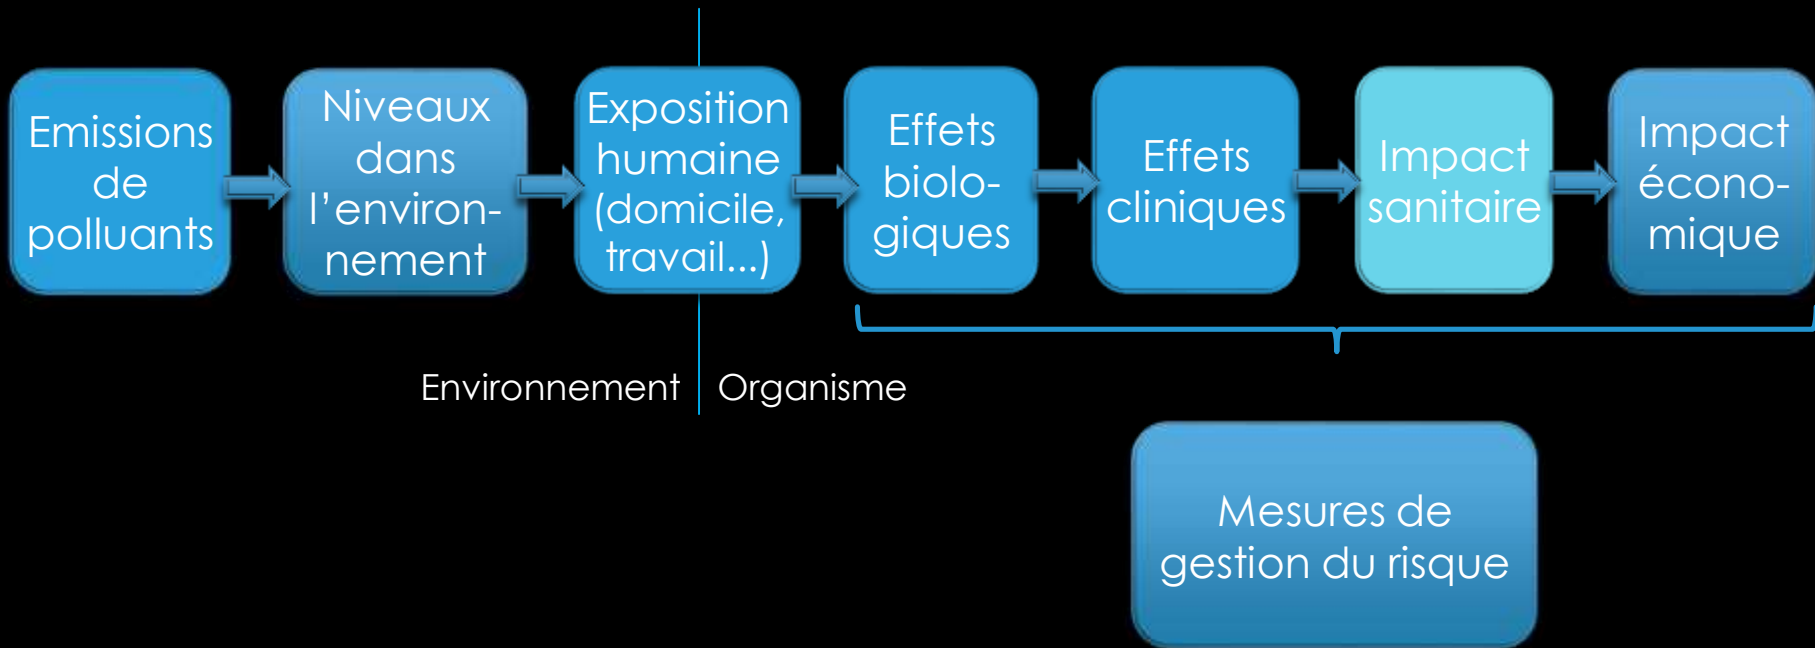 Emissions
de
polluants
Niveaux
dans
l’environ-
nement
Exposition
humaine
(domicile,
travail...)
Effets
biolo-
giques
Effets
cliniques
Impact
sanitaire
Impact
écono-
mique
Environnement
Organisme
Mesures de
gestion du risque